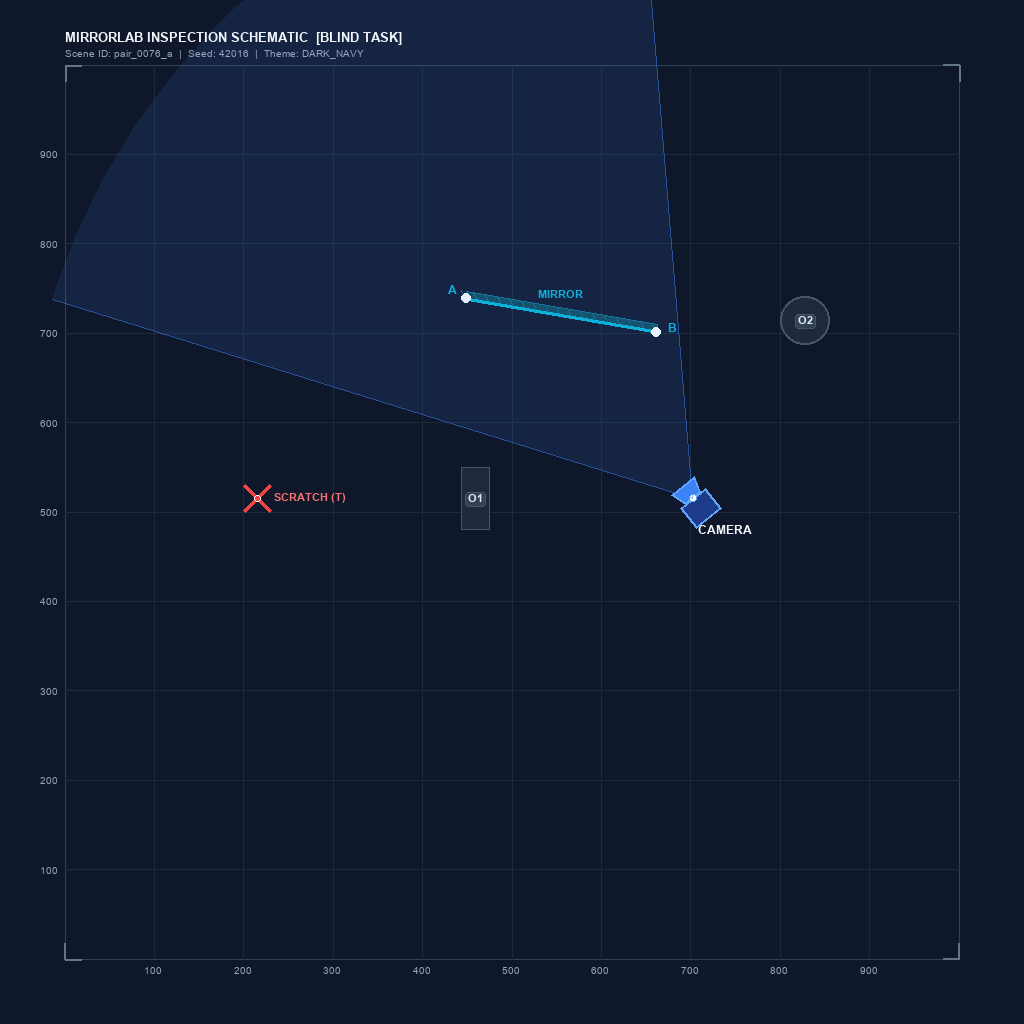 MIRRORLAB INSPECTION SCHEMATIC [BLIND TASK]
Scene ID: pair_0076_a | Seed: 42016 | Theme: DARK_NAVY
900
800
A
MIRROR
B
O2
700
600
SCRATCH (T)
O1
500
CAMERA
400
300
200
100
100 200 300 400 500 600 700 800 900